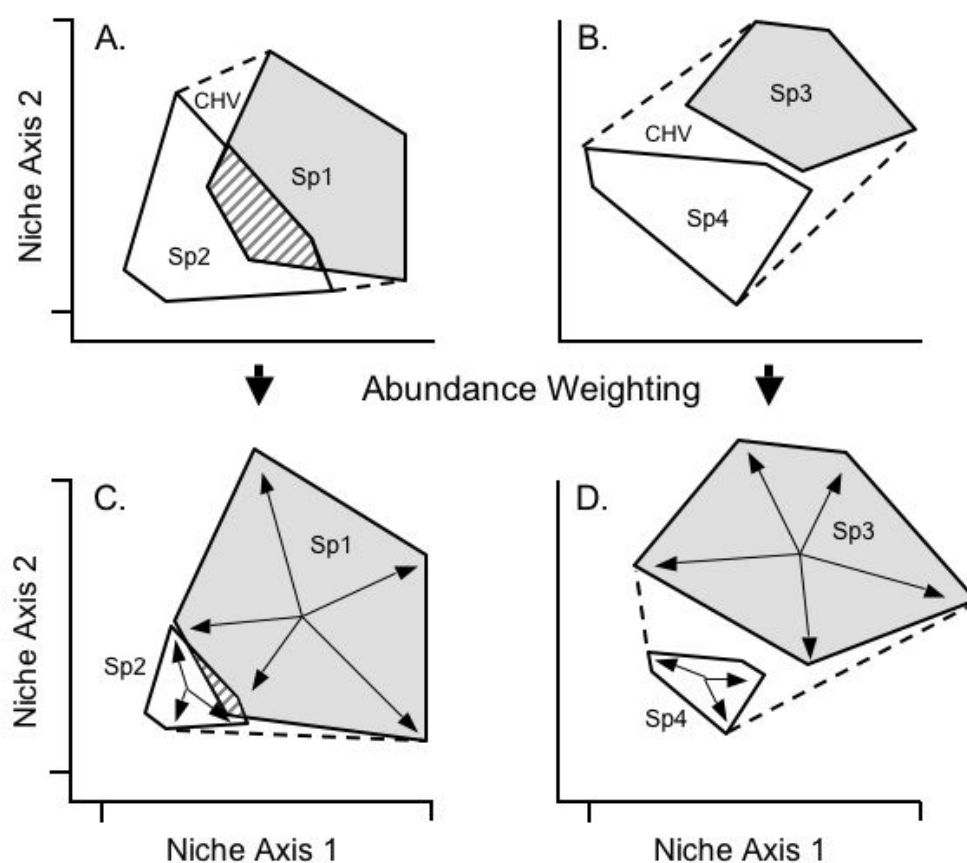 A.
CHV
Sp1
Sp2
Niche Axis 2
B.
Sp3
CHV
Sp4
Abundance Weighting
C.
Sp1
Sp2
Niche Axis 2
Niche Axis 1
D.
Sp3
Sp4
Niche Axis 1